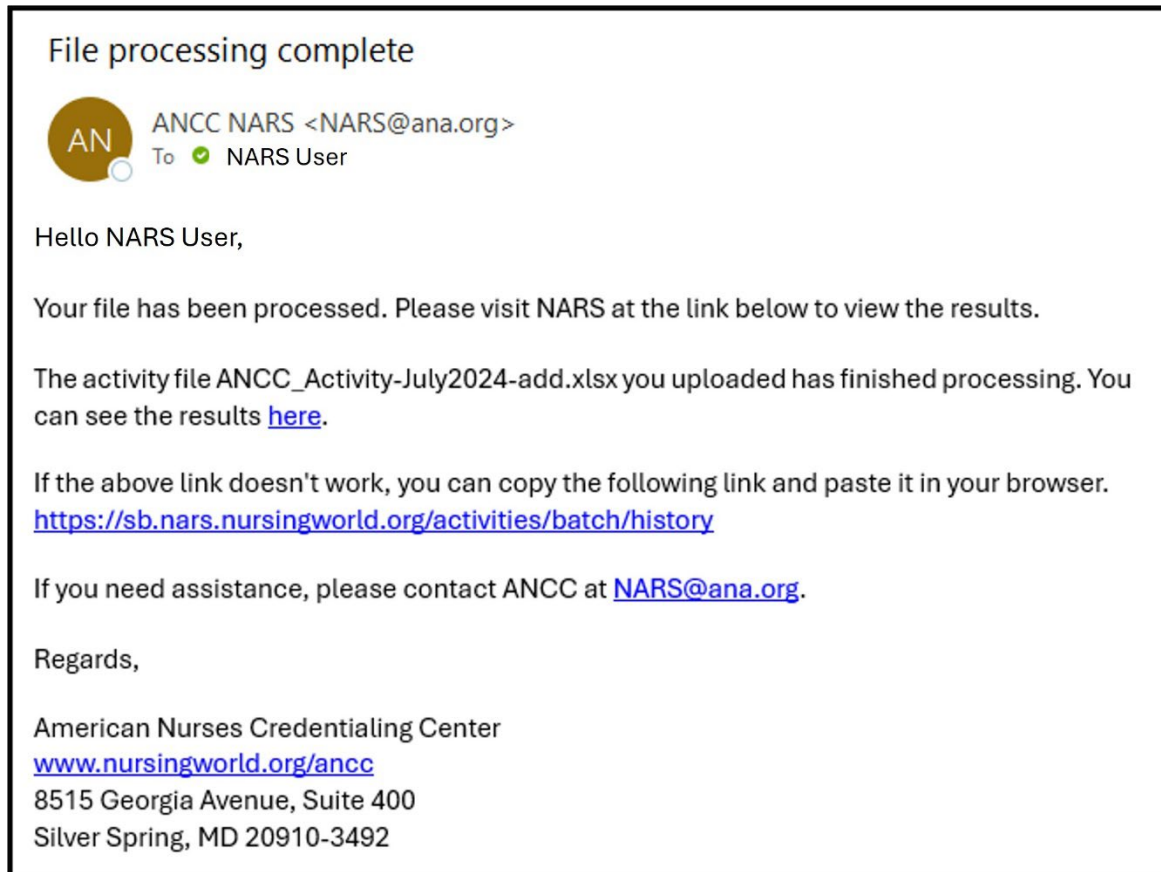 File processing complete
AN
ANCC NARS <NARS@ana.org>
To NARS User
Hello NARS User,
Your file has been processed. Please visit NARS at the link below to view the results.
The activity file ANCC_Activity-July2024-add.xlsx you uploaded has finished processing. You
can see the results here.
If the above link doesn't work, you can copy the following link and paste it in your browser.
https://sb.nars.nursingworld.org/activities/batch/history
If you need assistance, please contact ANCC at NARS@ana.org.
Regards,
American Nurses Credentialing Center
www.nursingworld.org/ancc
8515 Georgia Avenue, Suite 400
Silver Spring, MD 20910-3492